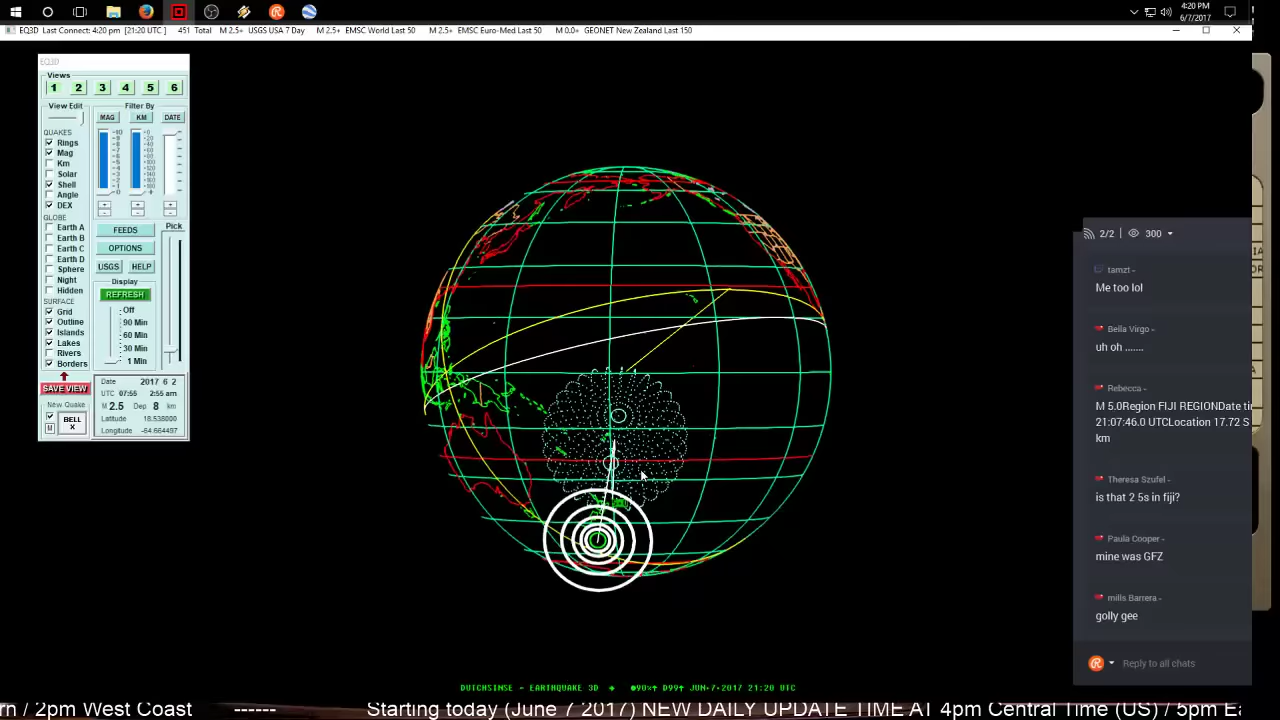 4:20 PM
6/7/2017
EQ3D Last Connect: 4:20 pm [21:20 UTC ] 451 Total M 2.5+ USGS USA 7 Day M 2.5+ EMSC World Last 50 M 2.5+ EMSC Euro-Med Last 50 M 0.0+ GEONET New Zealand Last 150
EQ3D
Views
1 2 3 4 5 6
View Edit
Filter By
MAG KM DATE
QUAKES
Rings
Mag
Km
Solar
Shell
Angle
DEX
GLOBE
Earth A
Earth B
Earth C
Earth D
Sphere
Night
Hidden
SURFACE
Grid
Outline
Islands
Lakes
Rivers
Borders
FEEDS
Pick
OPTIONS
USGS HELP
Display
REFRESH
Off
90 Min
60 Min
30 Min
1 Min
SAVE VIEW
New Quake
BELL
X
M
Date 2017 6 2
UTC 07:55 2:55 am
M 2.5 Dep 8 km
Latitude
18.538000
Longitude -64.664497
2/2 300
tamzt -
Me too lol
Bella Virgo -
uh oh .......
Rebecca -
M 5.0Region FIJI REGIONDate ti
21:07:46.0 UTCLocation 17.72 S
km
Theresa Szufel -
is that 2 5s in fiji?
Paula Cooper -
mine was GFZ
mills Barrera -
golly gee
Reply to all chats
DUTCHSINSE - EARTHQUAKE 3D JUN-7-2017 21:20 UTC
rn / 2pm West Coast ------ Starting today (June 7 2017) NEW DAILY UPDATE TIME AT 4pm Central Time (US) / 5pm Ea